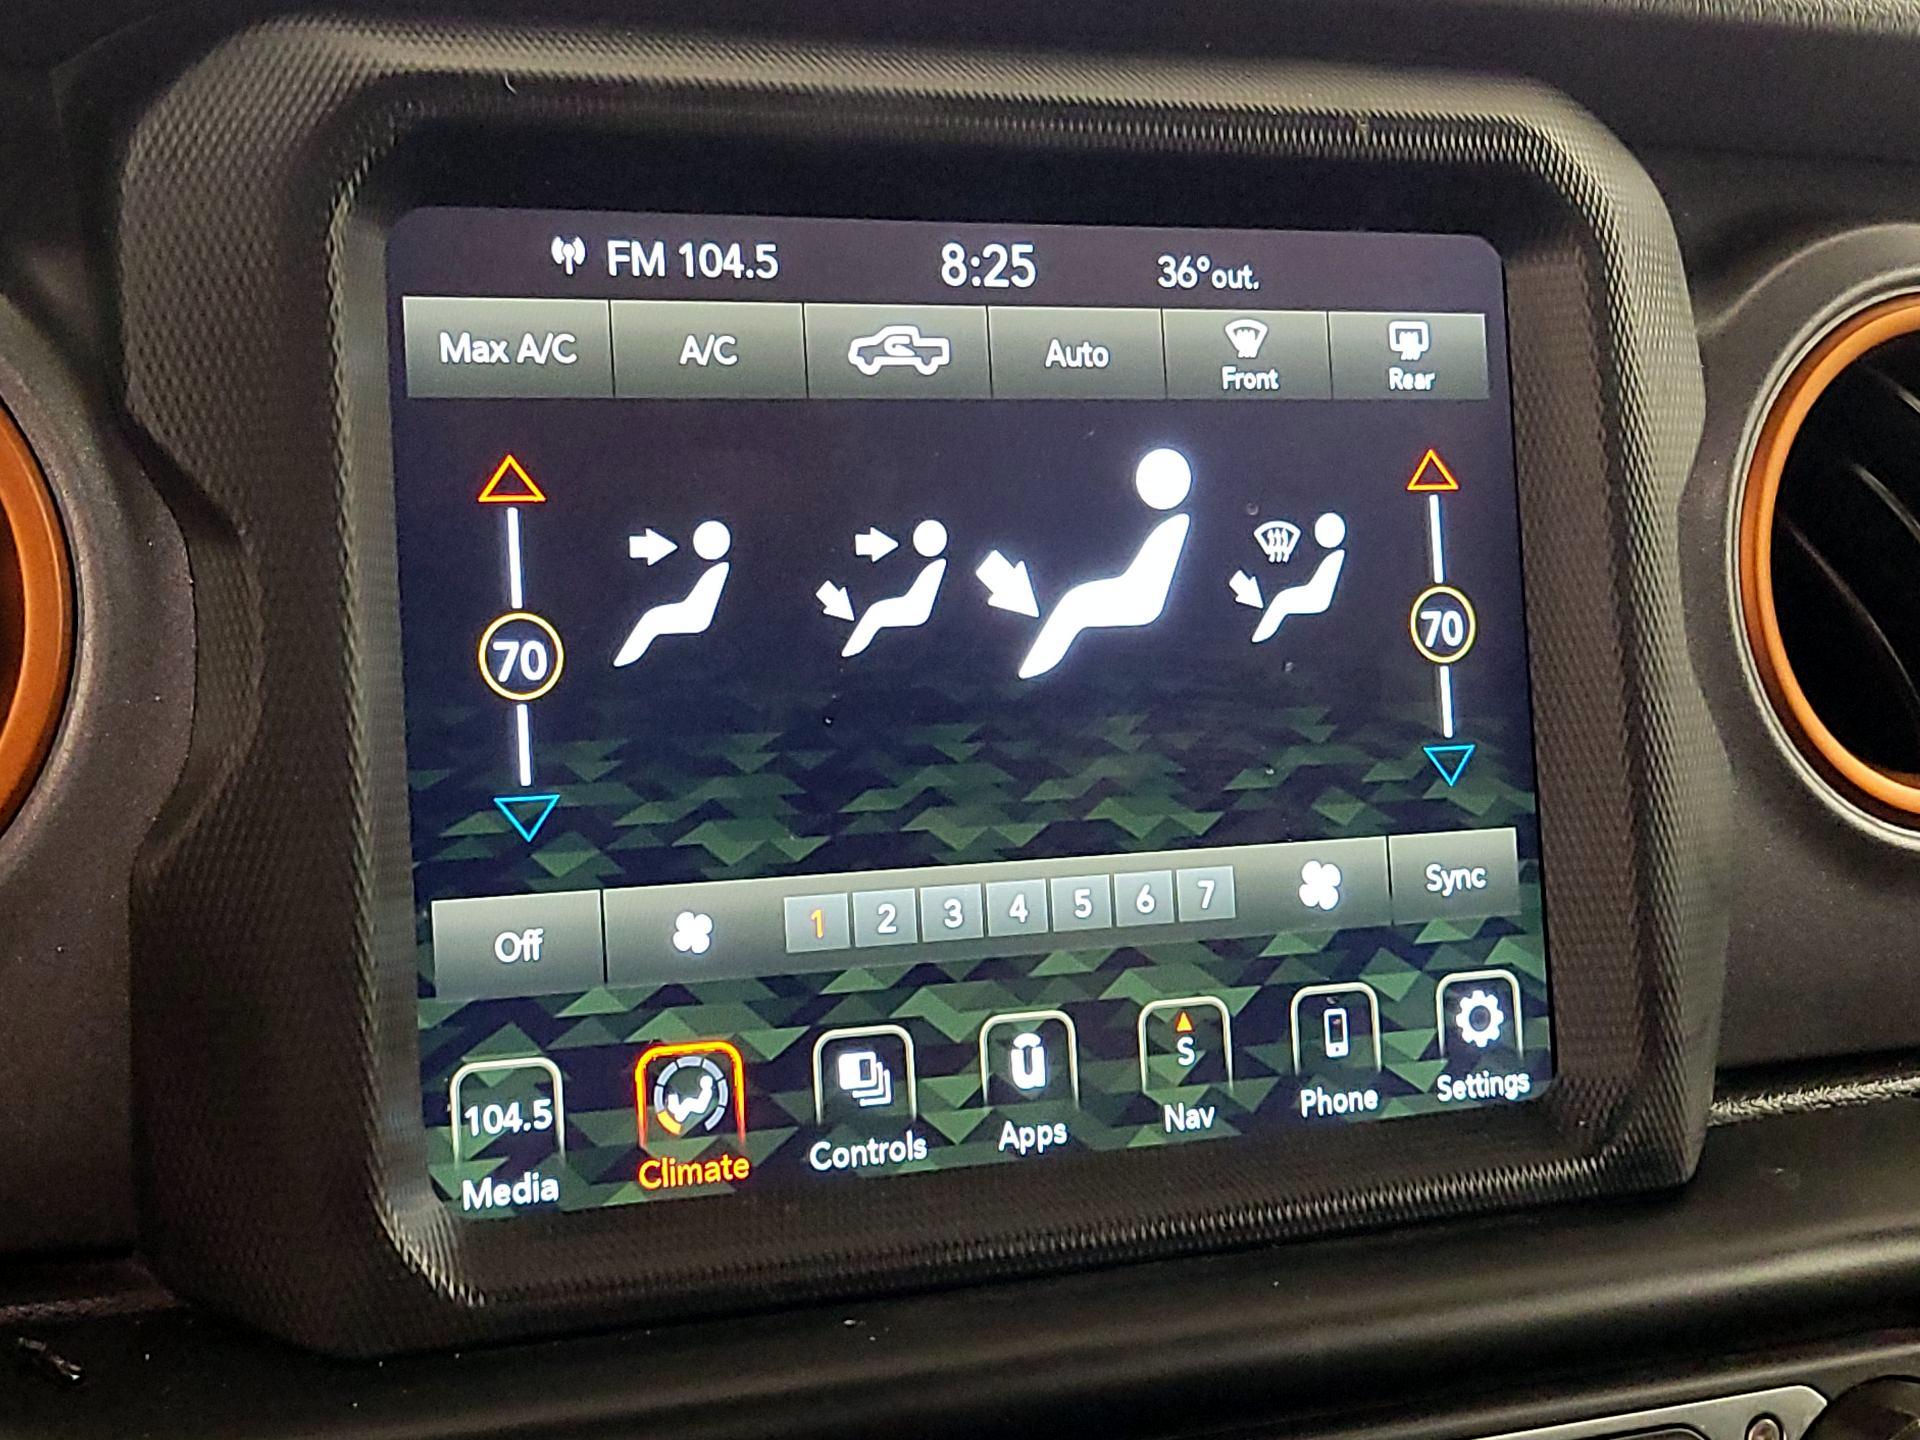 FM 104.5 8:25 36°out.
Max A/C A/C Auto Front Rear
70 70
Off 1 2 3 4 5 6 7 Sync
104.5 S
Media Climate Controls Apps Nav Phone Settings